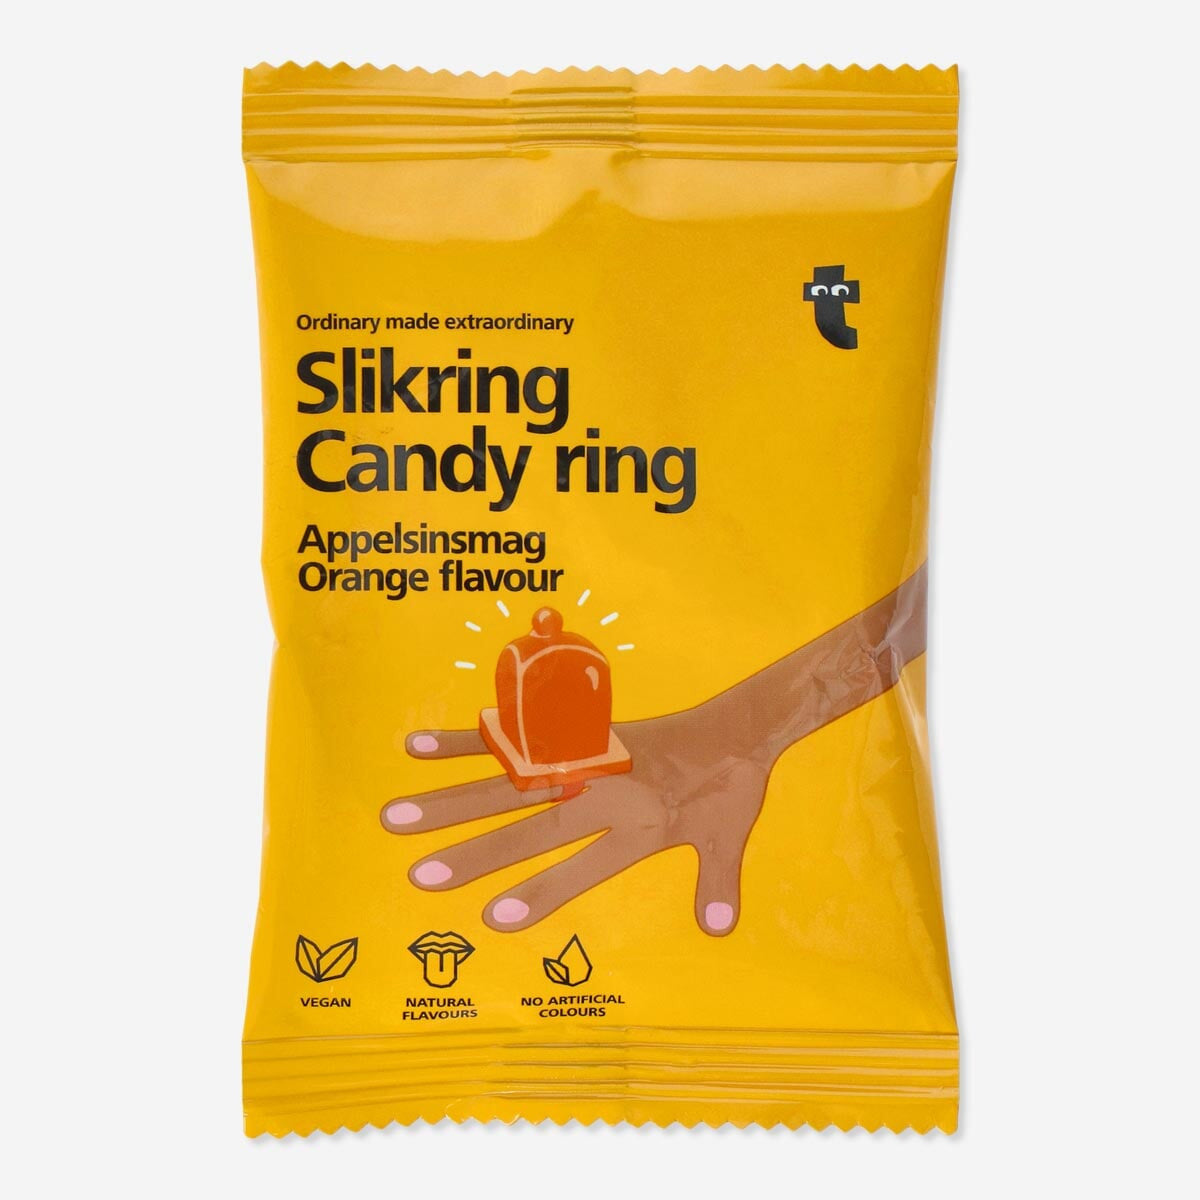 Ordinary made extraordinary
Slikring
Candy ring
Appelsinsmag
Orange flavour
VEGAN
NATURAL
FLAVOURS
NO ARTIFICIAL
COLOURS